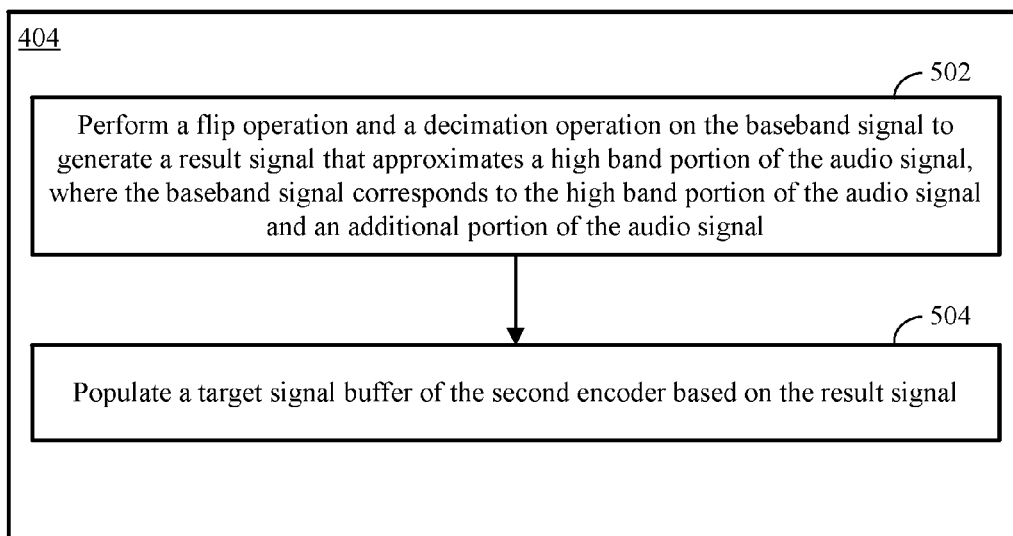 404
502
Perform a flip operation and a decimation operation on the baseband signal to
generate a result signal that approximates a high band portion of the audio signal,
where the baseband signal corresponds to the high band portion of the audio signal
and an additional portion of the audio signal
504
Populate a target signal buffer of the second encoder based on the result signal